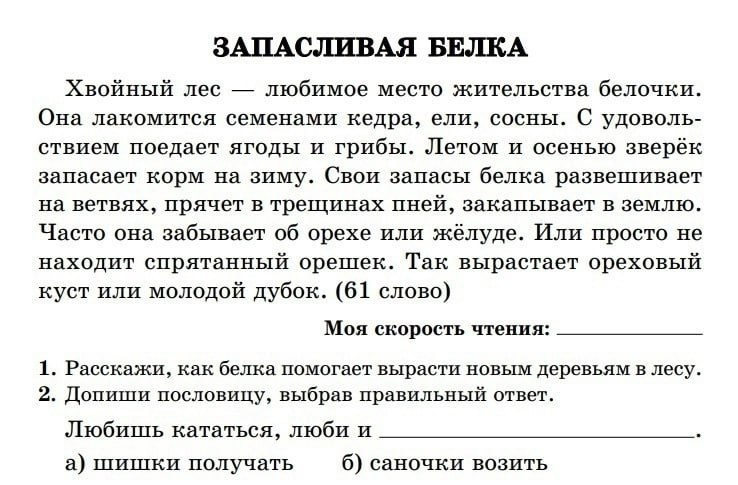 ЗАПАСЛИВАЯ БЕЛКА
Хвойный лес — любимое место жительства белочки.
Она лакомится семенами кедра, ели, сосны. С удоволь-
ствием поедает ягоды и грибы. Летом и осенью зверёк
запасает корм на зиму. Свои запасы белка развешивает
на ветвях, прячет в трещинах пней, закапывает в землю.
Часто она забывает об орехе или жёлуде. Или просто не
находит спрятанный орешек. Так вырастает ореховый
куст или молодой дубок. (61 слово)
Моя скорость чтения: ____________
1. Расскажи, как белка помогает вырасти новым деревьям в лесу.
2. Допиши пословицу, выбрав правильный ответ.
Любишь кататься, люби и __________________________.
а) шишки получать б) саночки возить